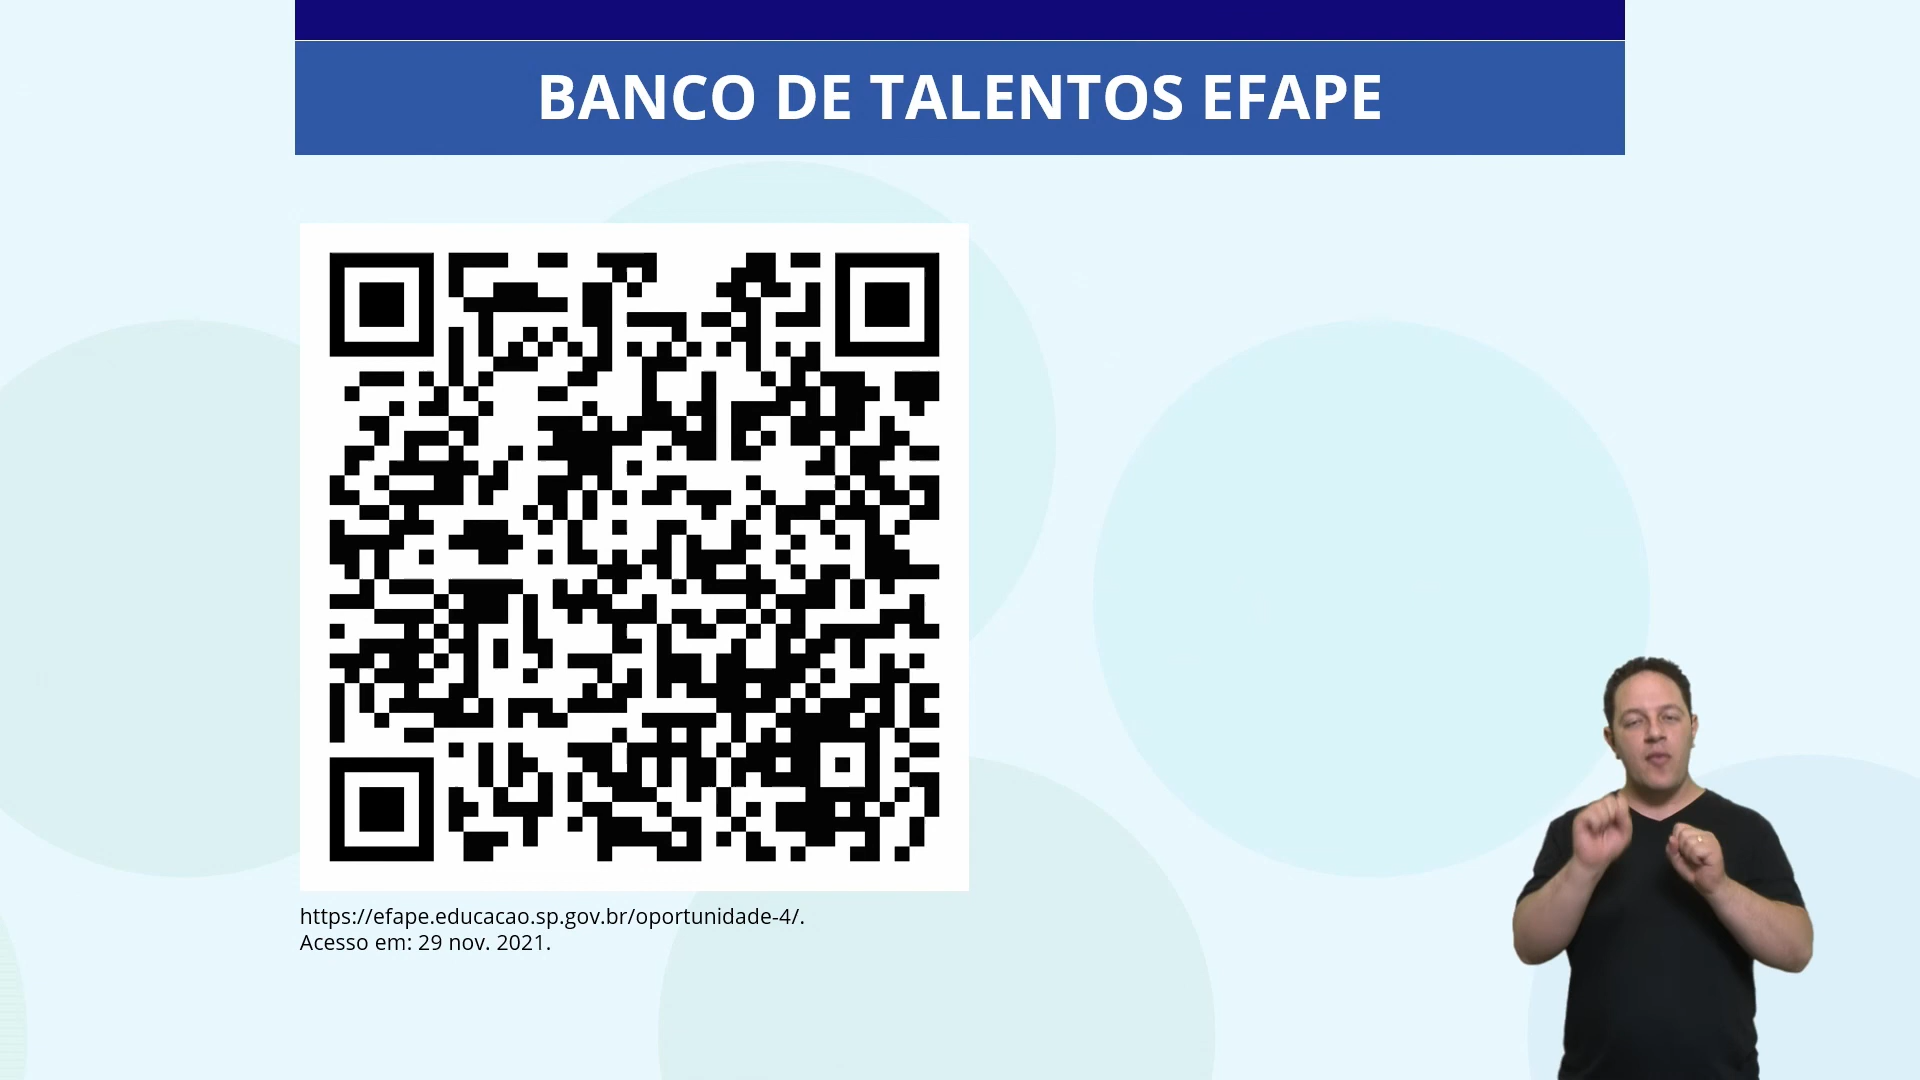 BANCO DE TALENTOS EFAPE
https://efape.educacao.sp.gov.br/oportunidade-4/.
Acesso em: 29 nov. 2021.